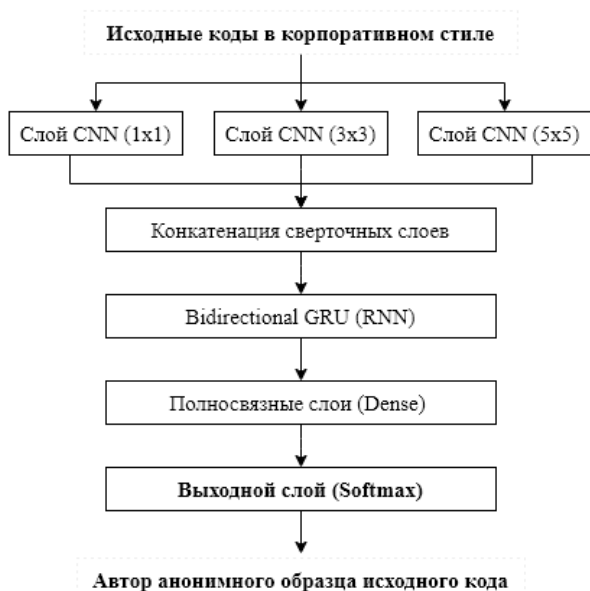 Исходные коды в корпоративном стиле
Слой CNN (1x1)
Слой CNN (3x3)
Слой CNN (5x5)
Конкатенация сверточных слоев
Bidirectional GRU (RNN)
Полносвязные слои (Dense)
Выходной слой (Softmax)
Автор анонимного образца исходного кода